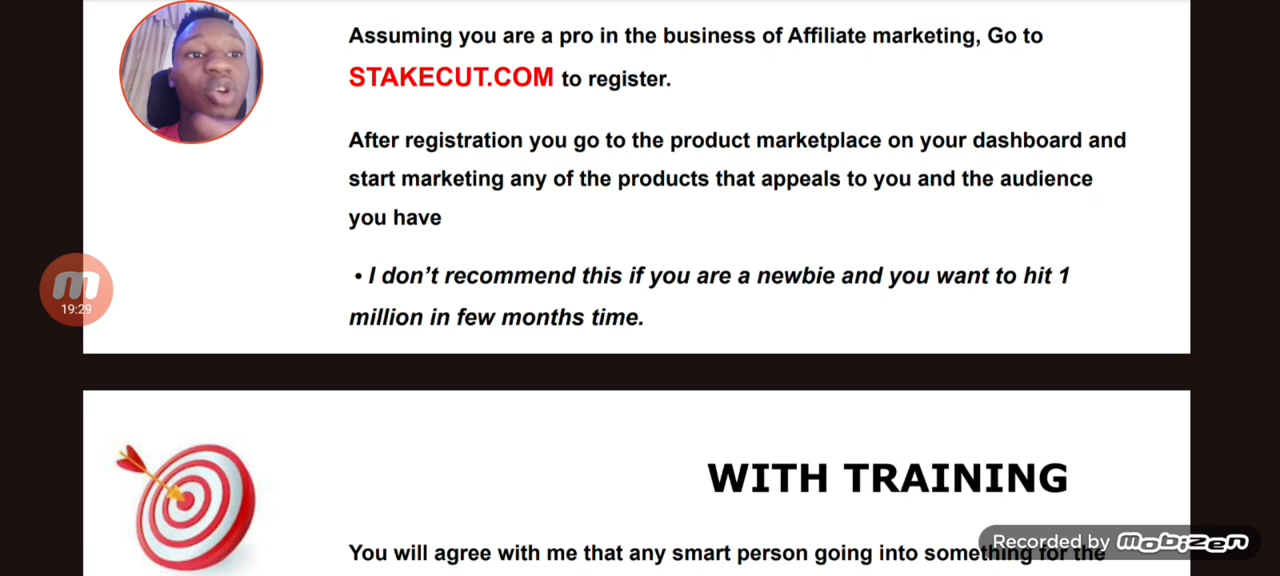 Assuming you are a pro in the business of Affiliate marketing, Go to
STAKECUT.COM to register.
After registration you go to the product marketplace on your dashboard and
start marketing any of the products that appeals to you and the audience
you have
• I don’t recommend this if you are a newbie and you want to hit 1
million in few months time.
19:29
WITH TRAINING
You will agree with me that any smart person going into something for the
Recorded by mobizen